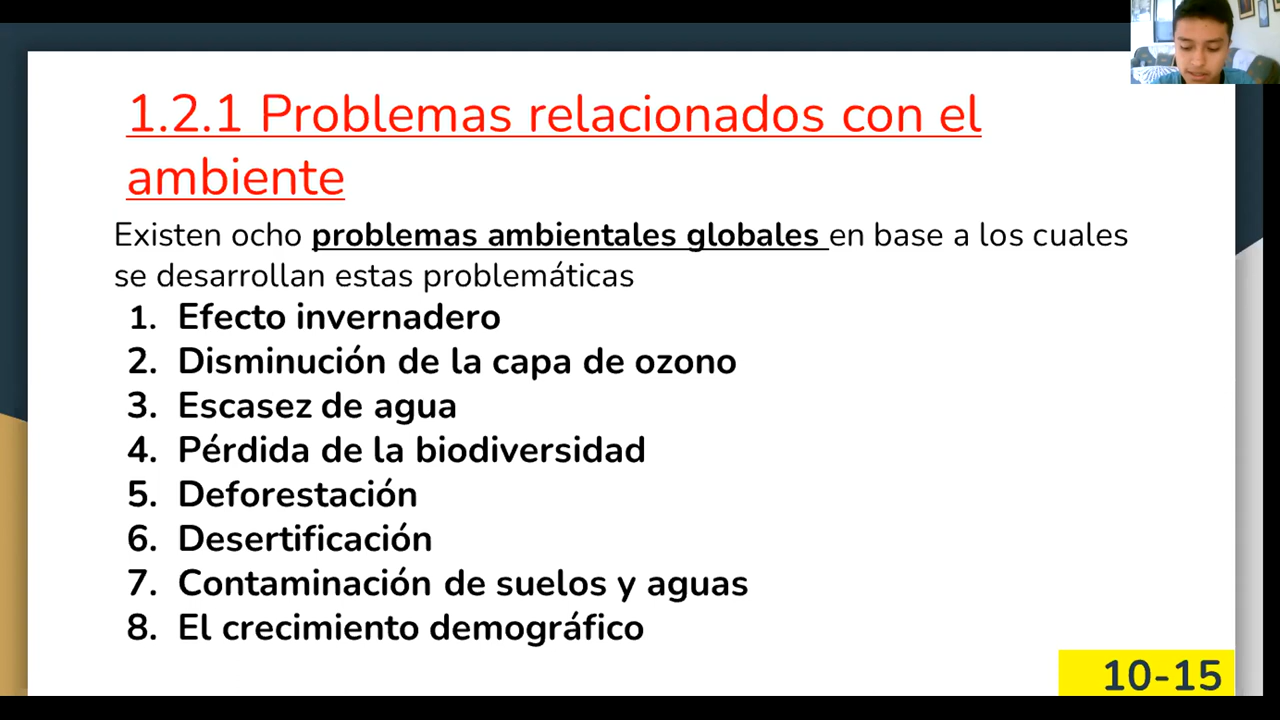 1.2.1 Problemas relacionados con el
ambiente
Existen ocho problemas ambientales globales en base a los cuales
se desarrollan estas problemáticas
1. Efecto invernadero
2. Disminución de la capa de ozono
3. Escasez de agua
4. Pérdida de la biodiversidad
5. Deforestación
6. Desertificación
7. Contaminación de suelos y aguas
8. El crecimiento demográfico
10-15